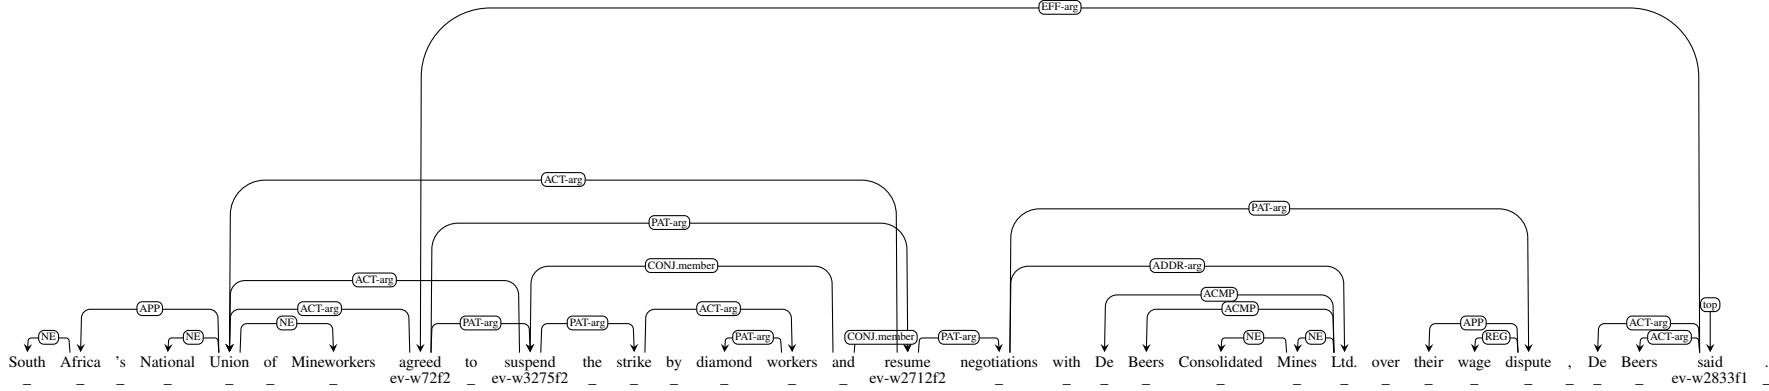 EFF-arg
ACT-arg
PAT-arg
PAT-arg
CONJ.member
ADDR-arg
ACT-arg
ACMP
top
APP
ACT-arg
ACT-arg
ACMP
NE
PAT-arg
PAT-arg
APP
ACT-arg
NE
NE
PAT-arg
CONJ.member
PAT-arg
NE
NE
REG
ACT-arg
South Africa 's National Union of Mineworkers agreed to suspend the strike by diamond workers and resume negotiations with De Beers Consolidated Mines Ltd. over their wage dispute , De Beers said .
_ _ _ _ _ _ _ ev-w72f2 _ ev-w3275f2 _ _ _ _ _ _ ev-w2712f2 _ _ _ _ _ _ _ _ _ _ _ _ _ _ ev-w2833f1 _